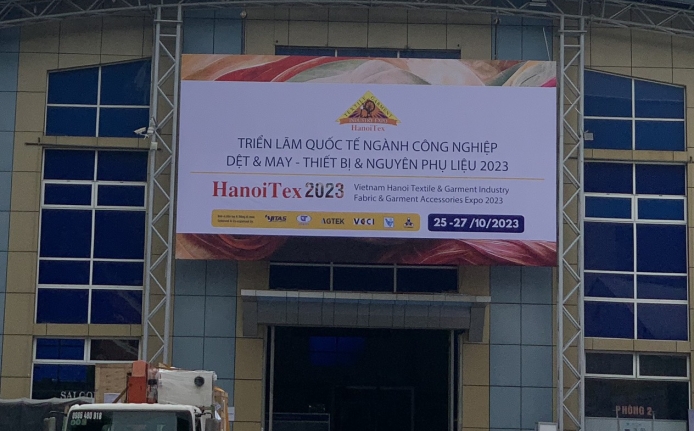 HanoiTex
TRIỂN LÃM QUỐC TẾ NGÀNH CÔNG NGHIỆP
DỆT & MAY - THIẾT BỊ & NGUYÊN PHỤ LIỆU 2023
HanoiTex 2023
Vietnam Hanoi Textile & Garment Industry
Fabric & Garment Accessories Expo 2023
VITAS AGTEK VCCI
25-27/10/2023
SAIGO
PHÒNG 2